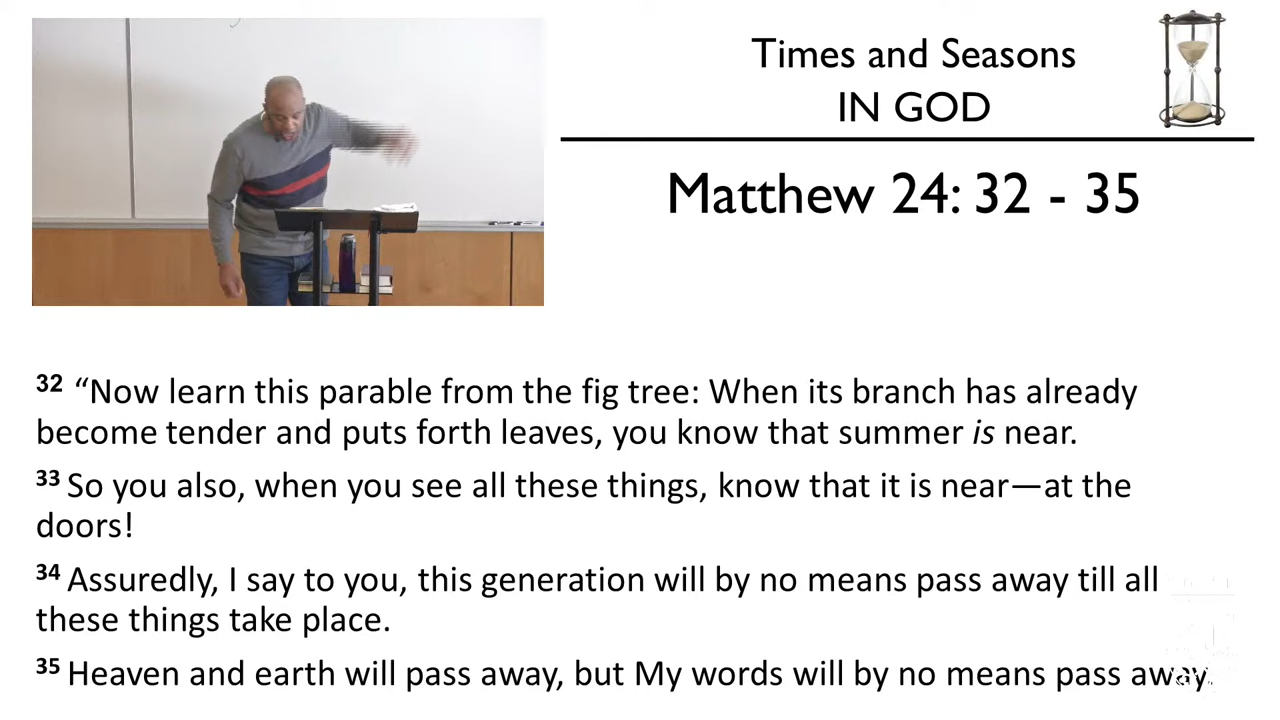 Times and Seasons
IN GOD
Matthew 24: 32 - 35
32 “Now learn this parable from the fig tree: When its branch has already
become tender and puts forth leaves, you know that summer is near.
33 So you also, when you see all these things, know that it is near—at the
doors!
34 Assuredly, I say to you, this generation will by no means pass away till all
these things take place.
35 Heaven and earth will pass away, but My words will by no means pass away.